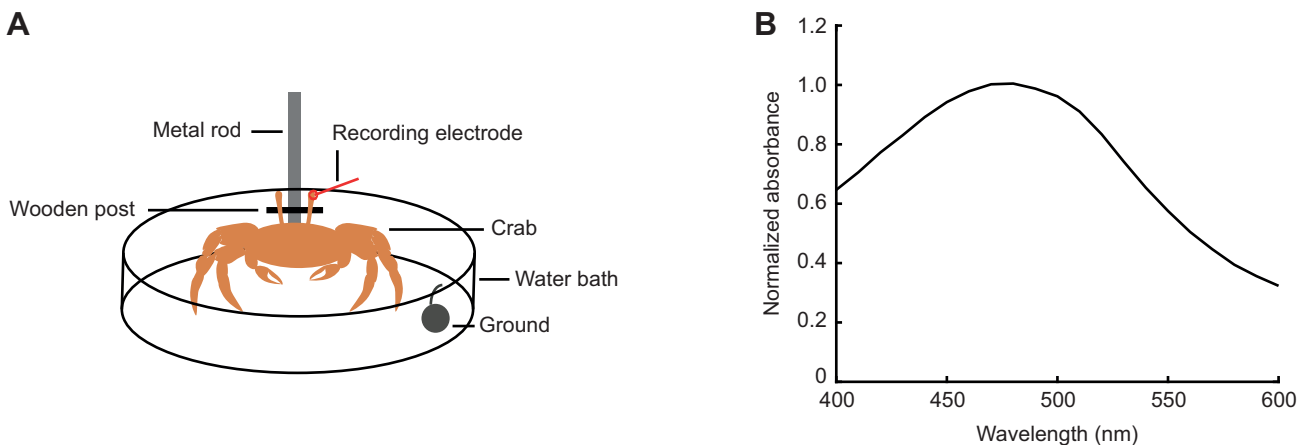 A
Metal rod
Recording electrode
Wooden post
Crab
Water bath
Ground
B
1.2
1.0
0.8
0.6
0.4
0.2
0
Normalized absorbance
400
450
500
550
600
Wavelength (nm)